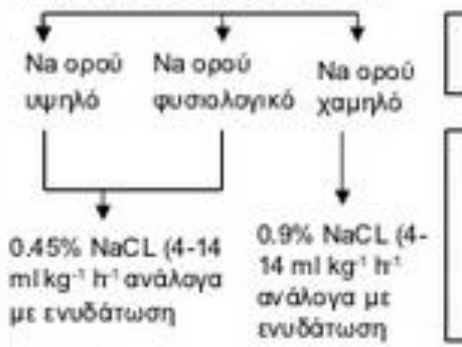 Na ορού
υψηλό
Na ορού
φυσιολογικό
Na ορού
χαμηλό
0.45% NaCL (4-14
ml kg⁻¹ h⁻¹ ανάλογα
με ενυδάτωση
0.9% NaCL (4-
14 ml kg⁻¹ h⁻¹
ανάλογα με
ενυδάτωση